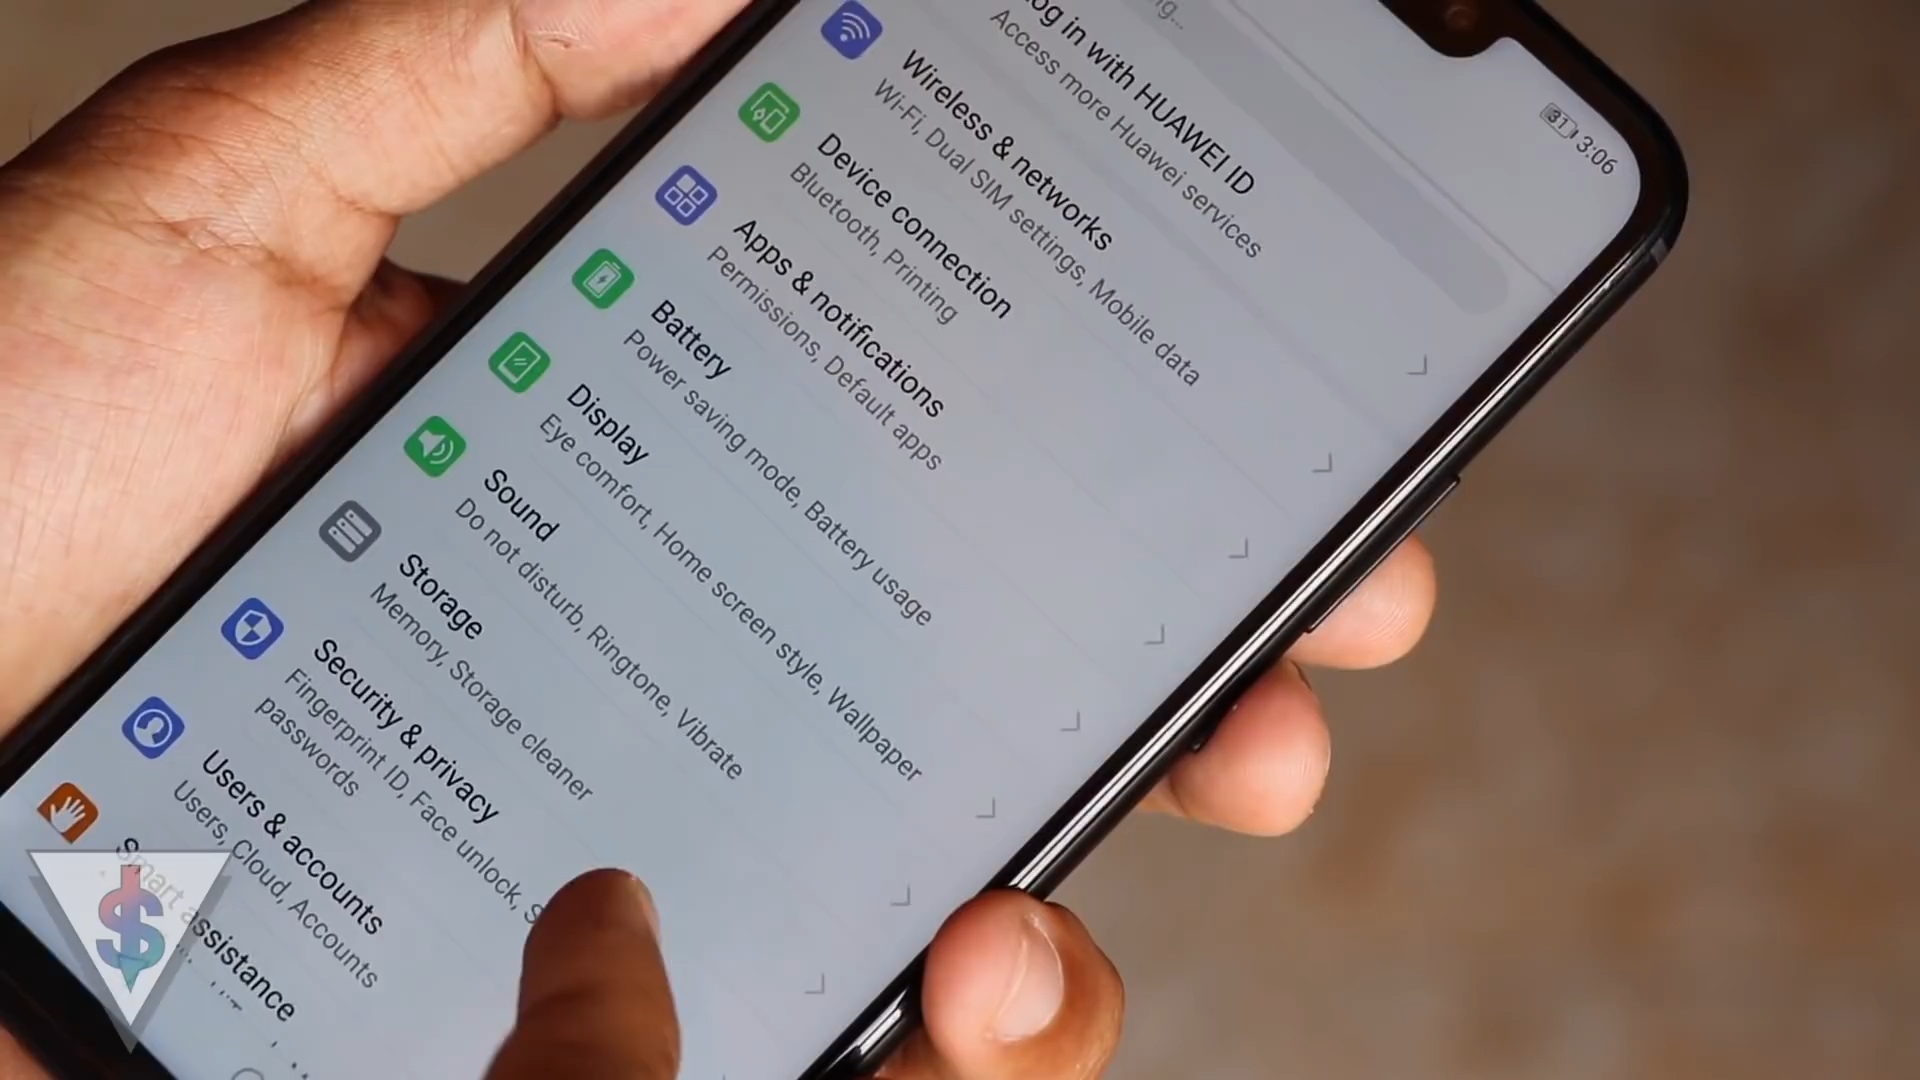 31 3:06
Log in with HUAWEI ID
Access more Huawei services
Wireless & networks
Wi-Fi, Dual SIM settings, Mobile data
Device connection
Bluetooth, Printing
Apps & notifications
Permissions, Default apps
Battery
Power saving mode, Battery usage
Display
Eye comfort, Home screen style, Wallpaper
Sound
Do not disturb, Ringtone, Vibrate
Storage
Memory, Storage cleaner
Security & privacy
Fingerprint ID, Face unlock, S
passwords
Users & accounts
Users, Cloud, Accounts
Smart assistance
$